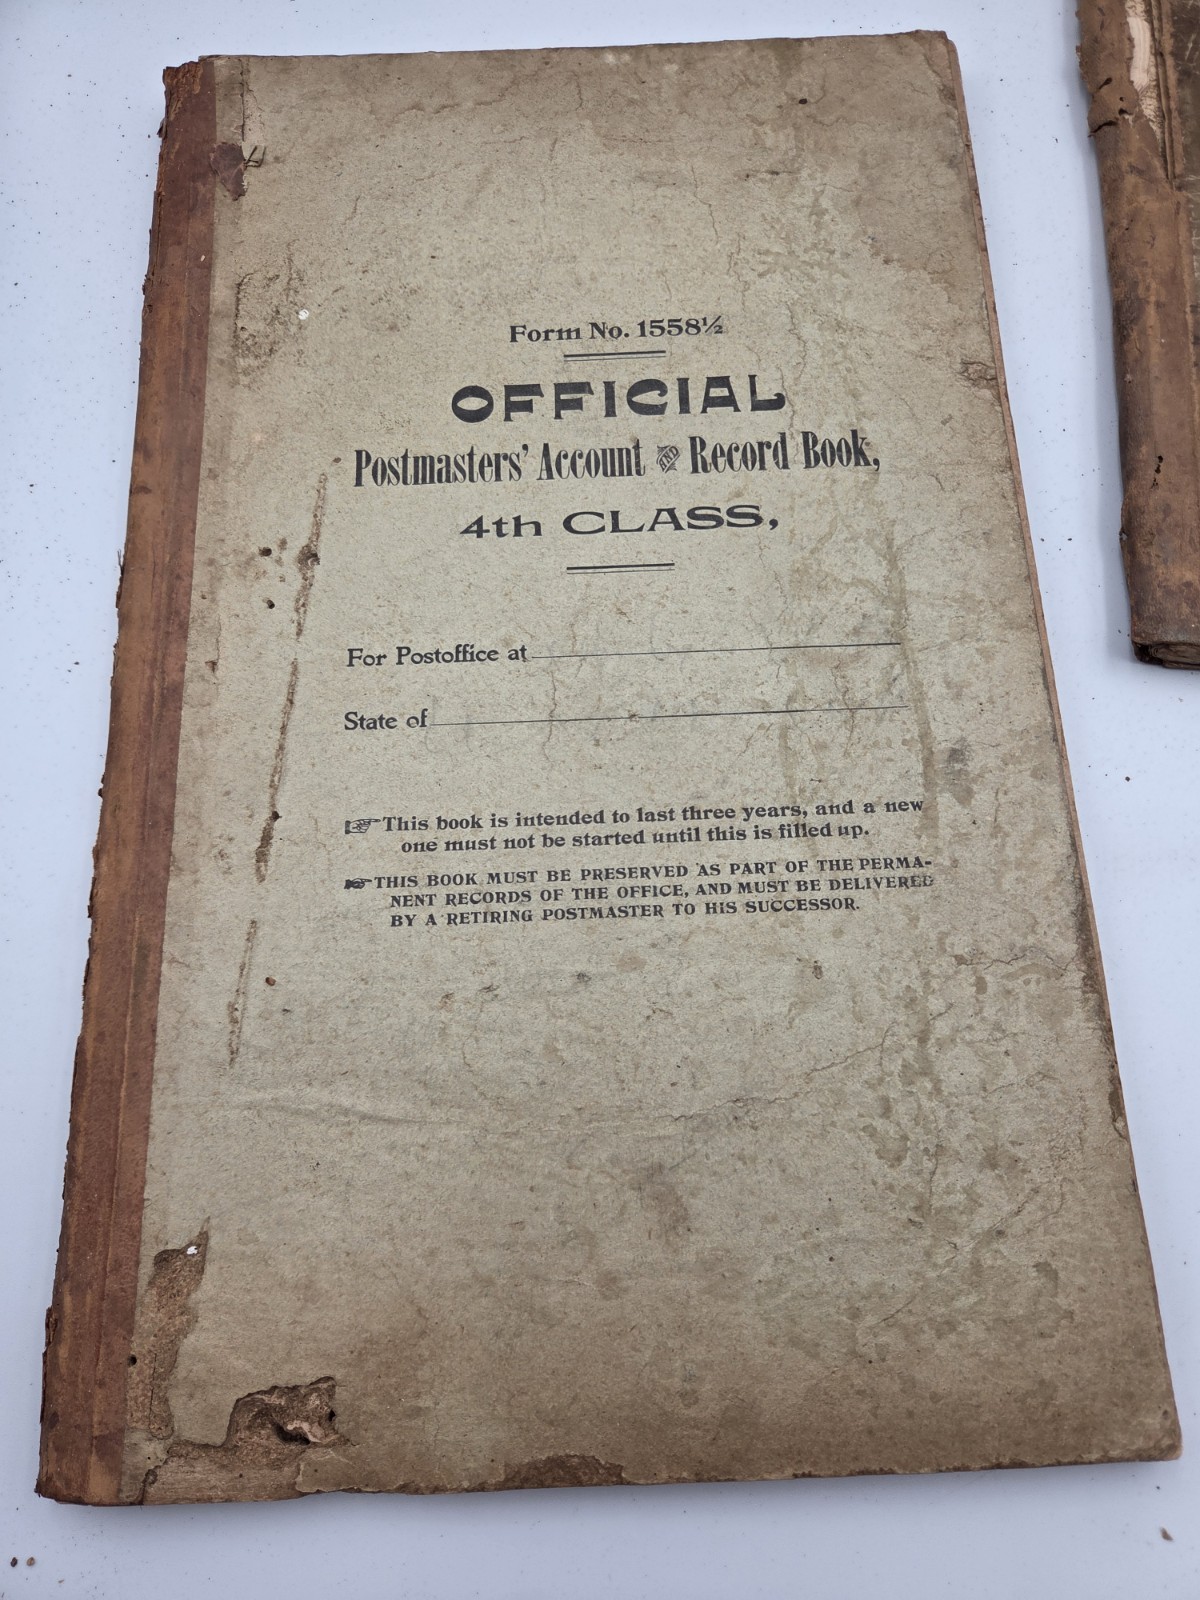 Form No. 1558½
OFFICIAL
Postmasters' Account AND Record Book,
4th CLASS,
For Postoffice at
State of
☞This book is intended to last three years, and a new
one must not be started until this is filled up.
☛THIS BOOK MUST BE PRESERVED AS PART OF THE PERMA-
NENT RECORDS OF THE OFFICE, AND MUST BE DELIVERED
BY A RETIRING POSTMASTER TO HIS SUCCESSOR.